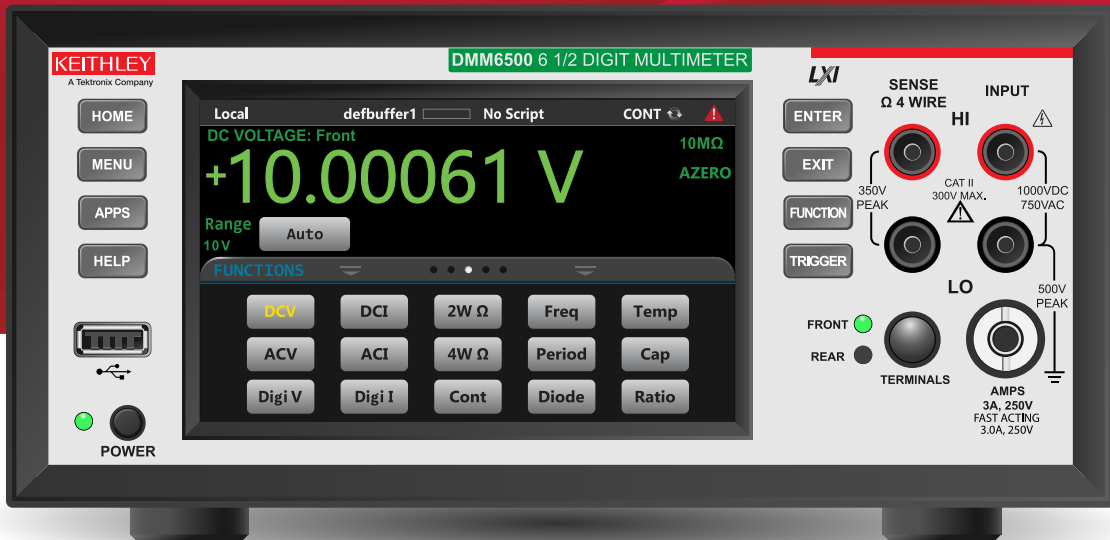 KEITHLEY
A Tektronix Company
DMM6500 6 1/2 DIGIT MULTIMETER
LXI
HOME
MENU
APPS
HELP
POWER
Local defbuffer1 No Script CONT
DC VOLTAGE: Front
+10.00061 V
10MΩ
AZERO
Range
10V
Auto
FUNCTIONS
DCV DCI 2W Ω Freq Temp
ACV ACI 4W Ω Period Cap
Digi V Digi I Cont Diode Ratio
ENTER
EXIT
FUNCTION
TRIGGER
SENSE
Ω 4 WIRE
INPUT
HI
350V
PEAK
CAT II
300V MAX.
1000VDC
750VAC
LO
500V
PEAK
FRONT
REAR
TERMINALS
AMPS
3A, 250V
FAST ACTING
3.0A, 250V